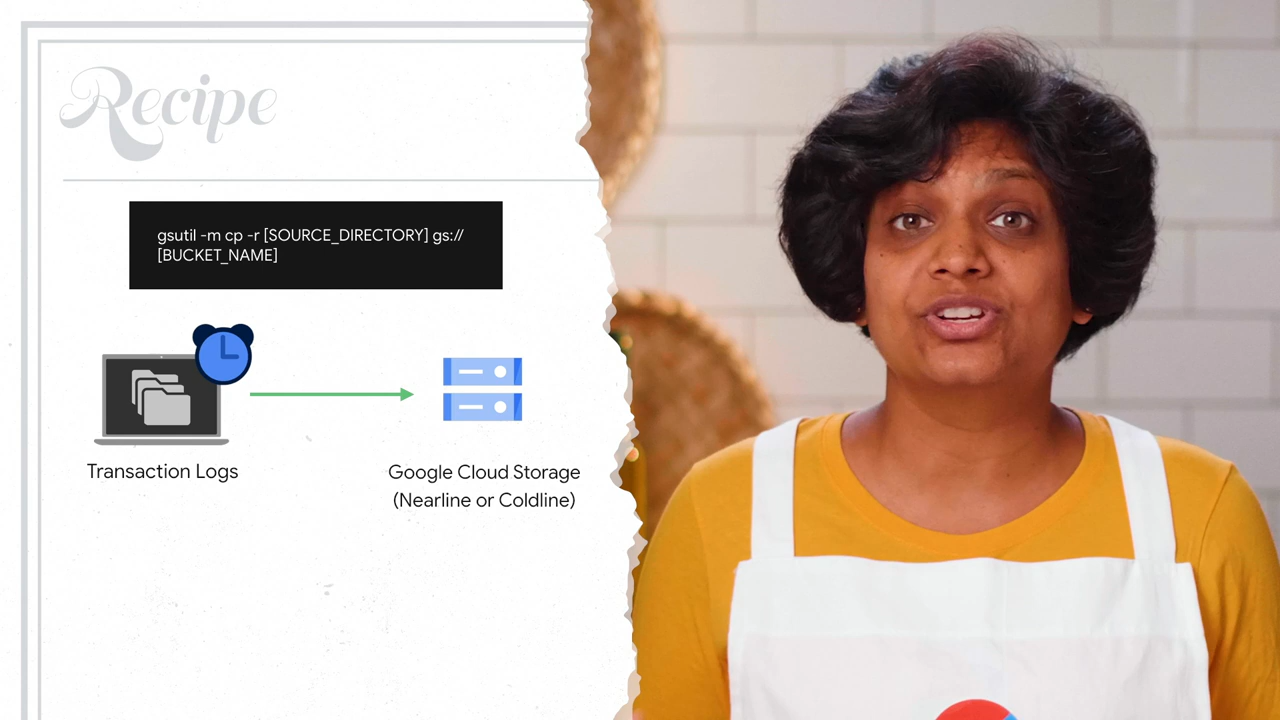 Recipe
gsutil -m cp -r [SOURCE_DIRECTORY] gs://
[BUCKET_NAME]
Transaction Logs
Google Cloud Storage
(Nearline or Coldline)